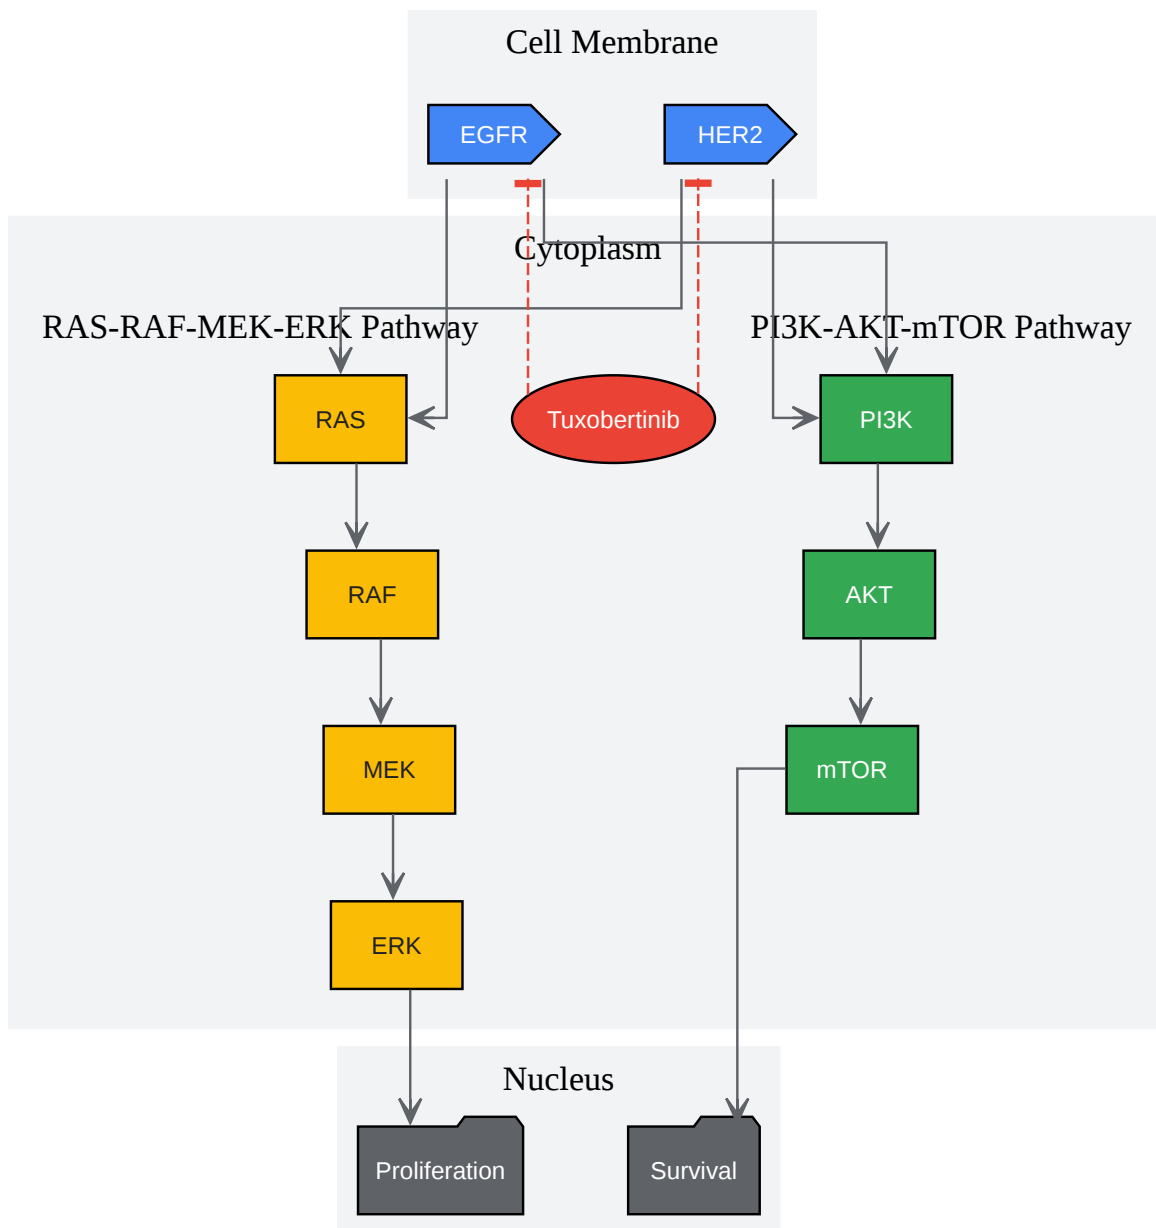 Cell Membrane
EGFR
HER2
Cytoplasm
RAS-RAF-MEK-ERK Pathway
PI3K-AKT-mTOR Pathway
RAS
Tuxobertinib
PI3K
RAF
AKT
MEK
mTOR
ERK
Nucleus
Proliferation
Survival